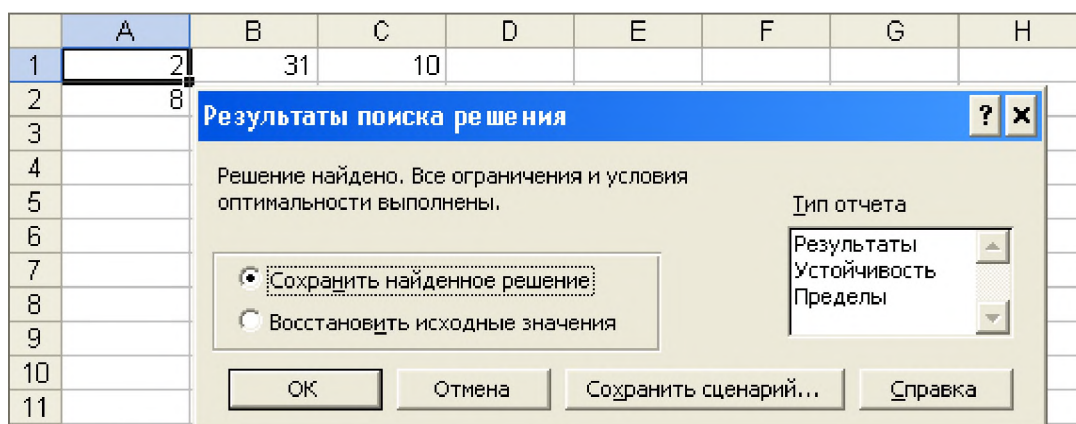 A B C D E F G H
1 2 31 10
2 8
3
4
5
6
7
8
9
10
11
Результаты поиска решения ? ×
Решение найдено. Все ограничения и условия
оптимальности выполнены.
Тип отчета
Результаты
Устойчивость
Пределы
Сохранить найденное решение
Восстановить исходные значения
ОК Отмена Сохранить сценарий... Справка